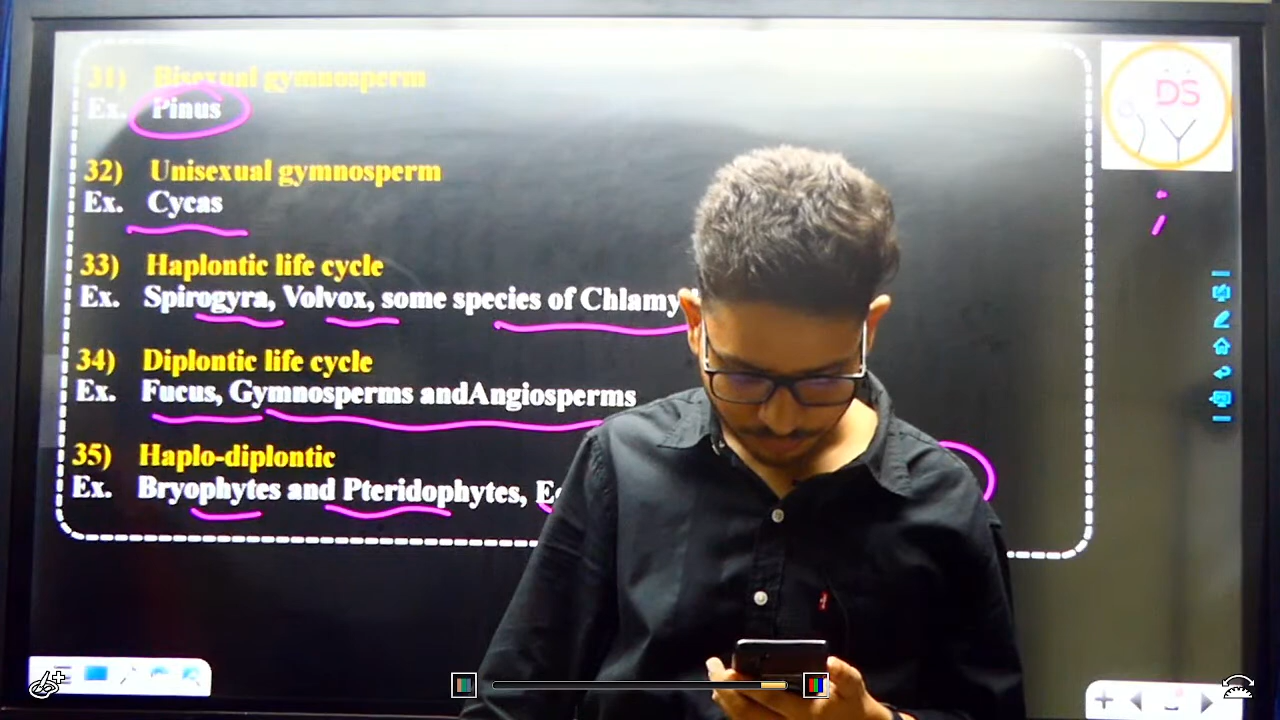 31) Bisexual gymnosperm
Ex. Pinus
32) Unisexual gymnosperm
Ex. Cycas
33) Haplontic life cycle
Ex. Spirogyra, Volvox, some species of Chlamy
34) Diplontic life cycle
Ex. Fucus, Gymnosperms andAngiosperms
35) Haplo-diplontic
Ex. Bryophytes and Pteridophytes,
DS